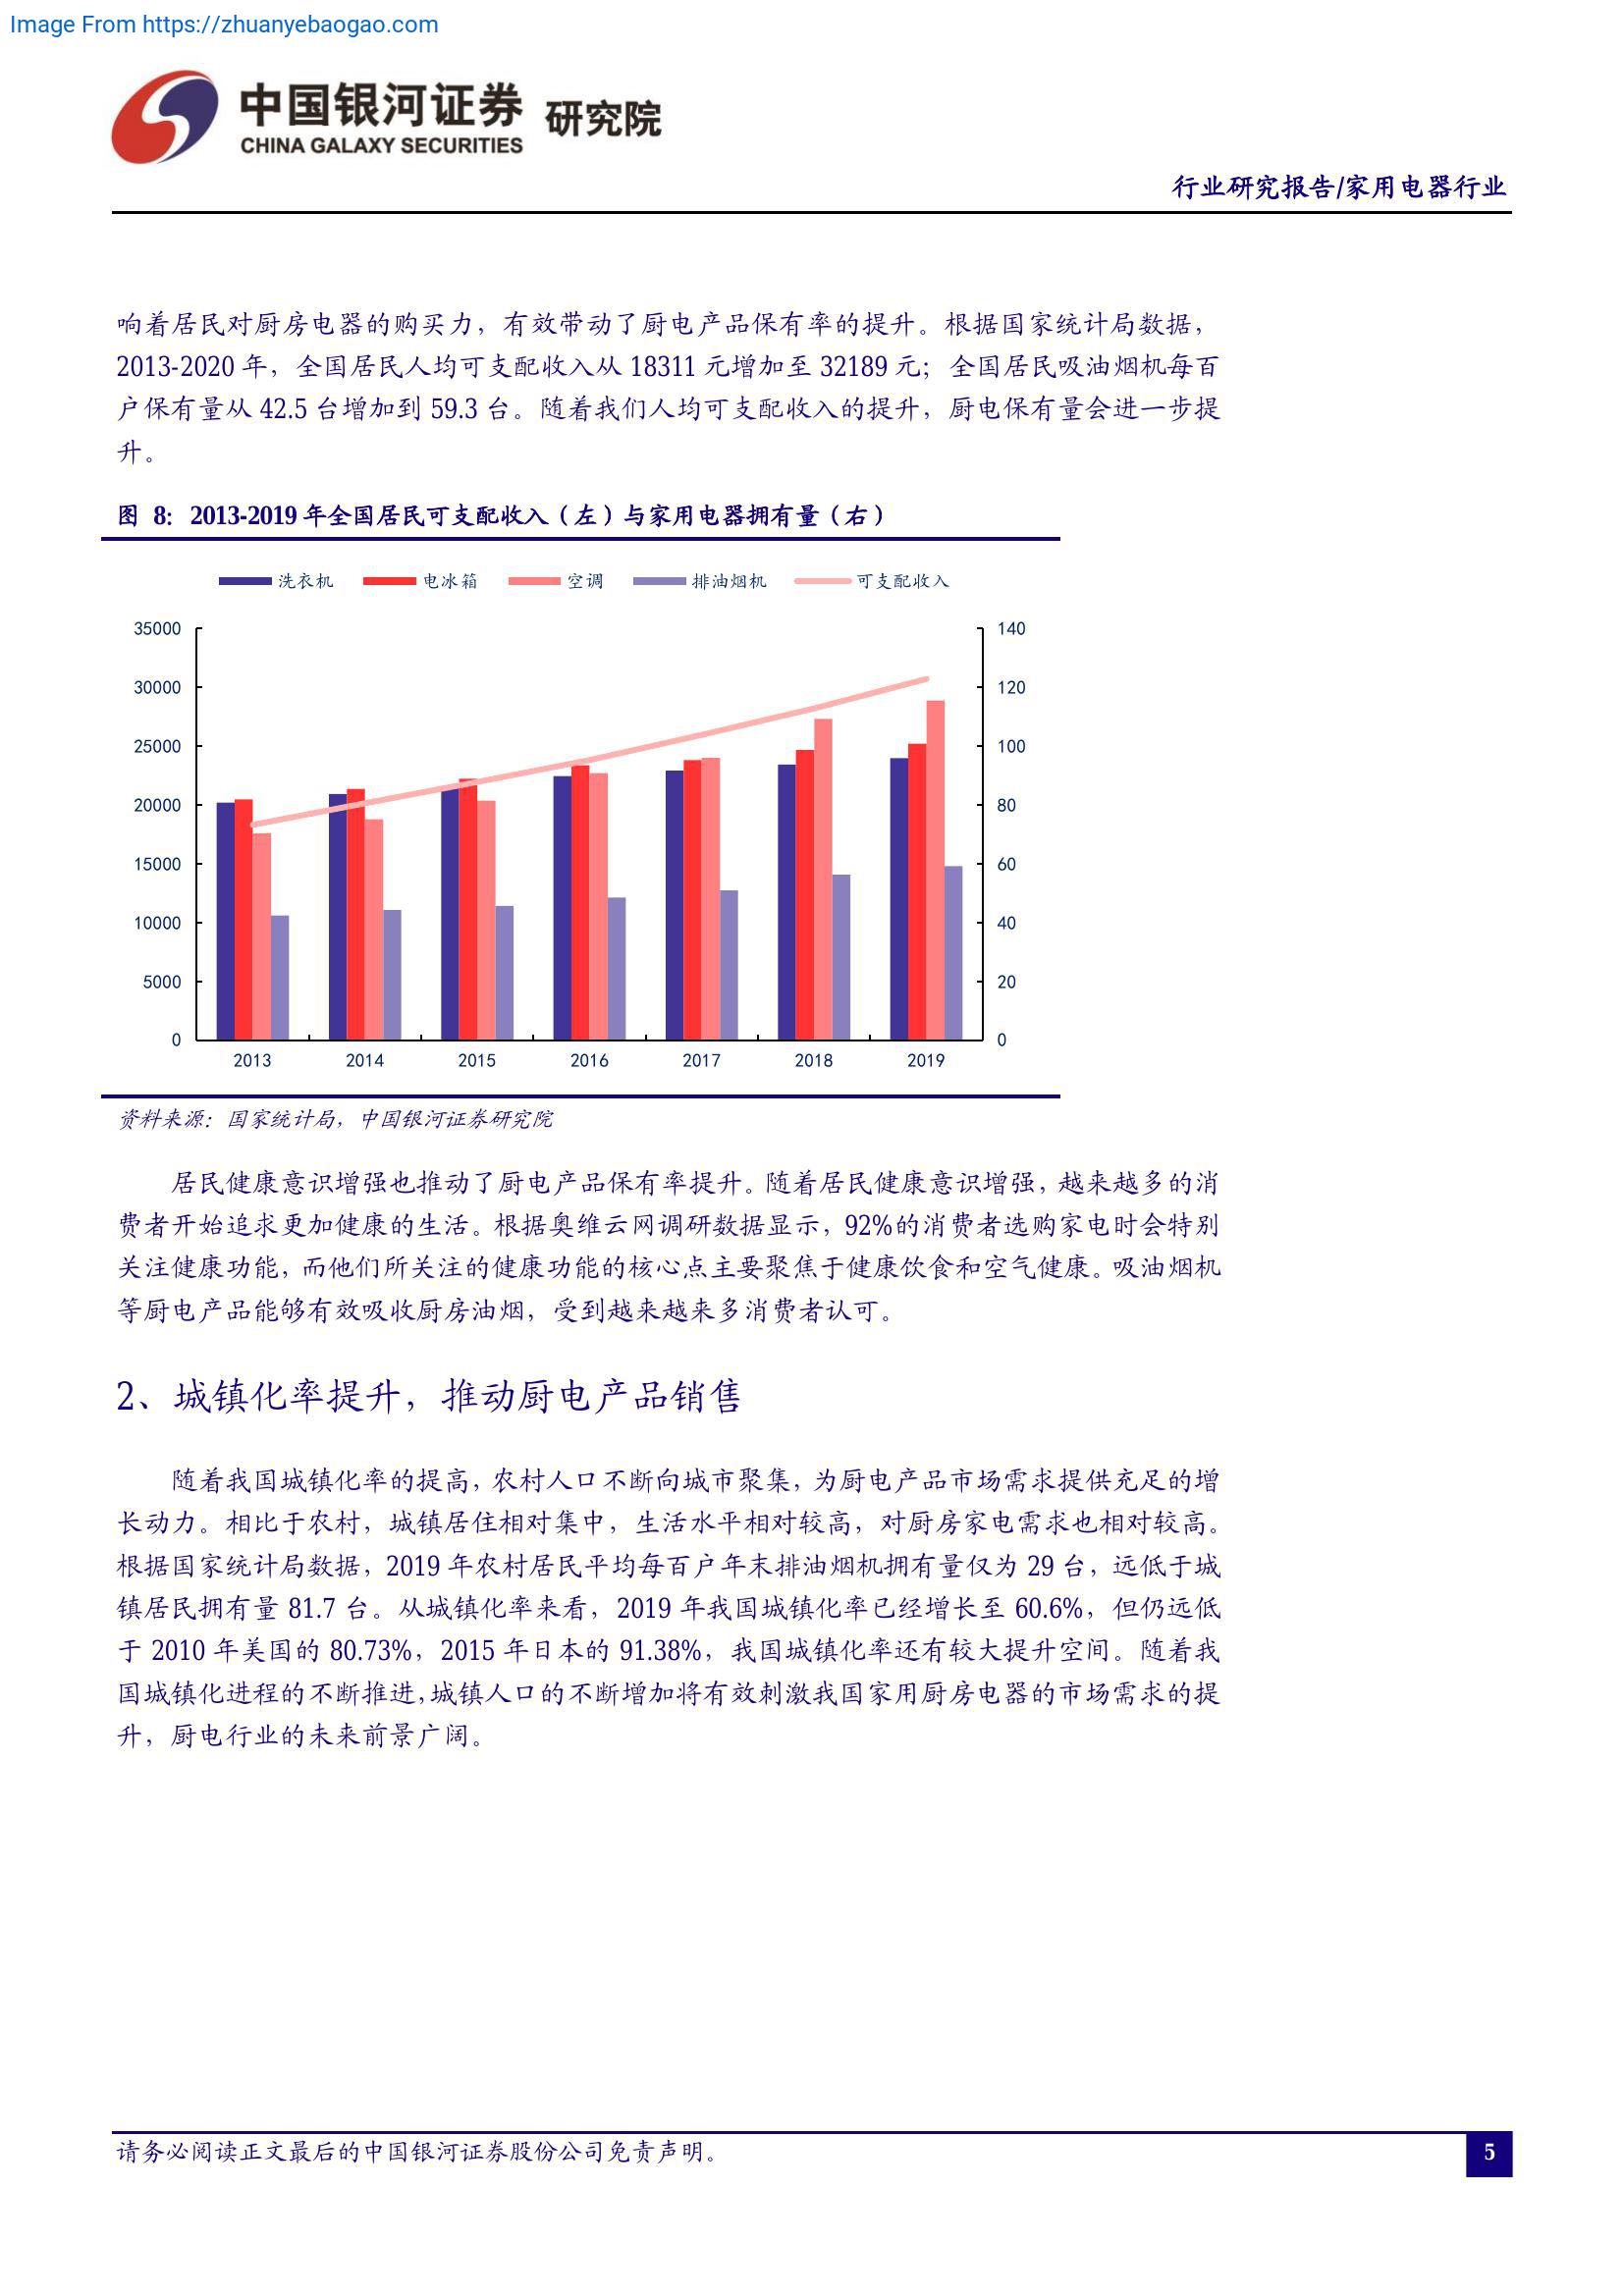 Image From https://zhuanyebaogao.com
中国银河证券 研究院
CHINA GALAXY SECURITIES
行业研究报告/家用电器行业
响着居民对厨房电器的购买力，有效带动了厨电产品保有率的提升。根据国家统计局数据，
2013-2020 年，全国居民人均可支配收入从 18311 元增加至 32189 元；全国居民吸油烟机每百
户保有量从 42.5 台增加到 59.3 台。随着我们人均可支配收入的提升，厨电保有量会进一步提
升。
图 8：2013-2019 年全国居民可支配收入（左）与家用电器拥有量（右）
洗衣机 电冰箱 空调 排油烟机 可支配收入
35000 140
30000 120
25000 100
20000 80
15000 60
10000 40
5000 20
0 0
2013 2014 2015 2016 2017 2018 2019
资料来源：国家统计局，中国银河证券研究院
居民健康意识增强也推动了厨电产品保有率提升。随着居民健康意识增强，越来越多的消
费者开始追求更加健康的生活。根据奥维云网调研数据显示，92%的消费者选购家电时会特别
关注健康功能，而他们所关注的健康功能的核心点主要聚焦于健康饮食和空气健康。吸油烟机
等厨电产品能够有效吸收厨房油烟，受到越来越来多消费者认可。
2、城镇化率提升，推动厨电产品销售
随着我国城镇化率的提高，农村人口不断向城市聚集，为厨电产品市场需求提供充足的增
长动力。相比于农村，城镇居住相对集中，生活水平相对较高，对厨房家电需求也相对较高。
根据国家统计局数据，2019 年农村居民平均每百户年末排油烟机拥有量仅为 29 台，远低于城
镇居民拥有量 81.7 台。从城镇化率来看，2019 年我国城镇化率已经增长至 60.6%，但仍远低
于 2010 年美国的 80.73%，2015 年日本的 91.38%，我国城镇化率还有较大提升空间。随着我
国城镇化进程的不断推进，城镇人口的不断增加将有效刺激我国家用厨房电器的市场需求的提
升，厨电行业的未来前景广阔。
请务必阅读正文最后的中国银河证券股份公司免责声明。
5